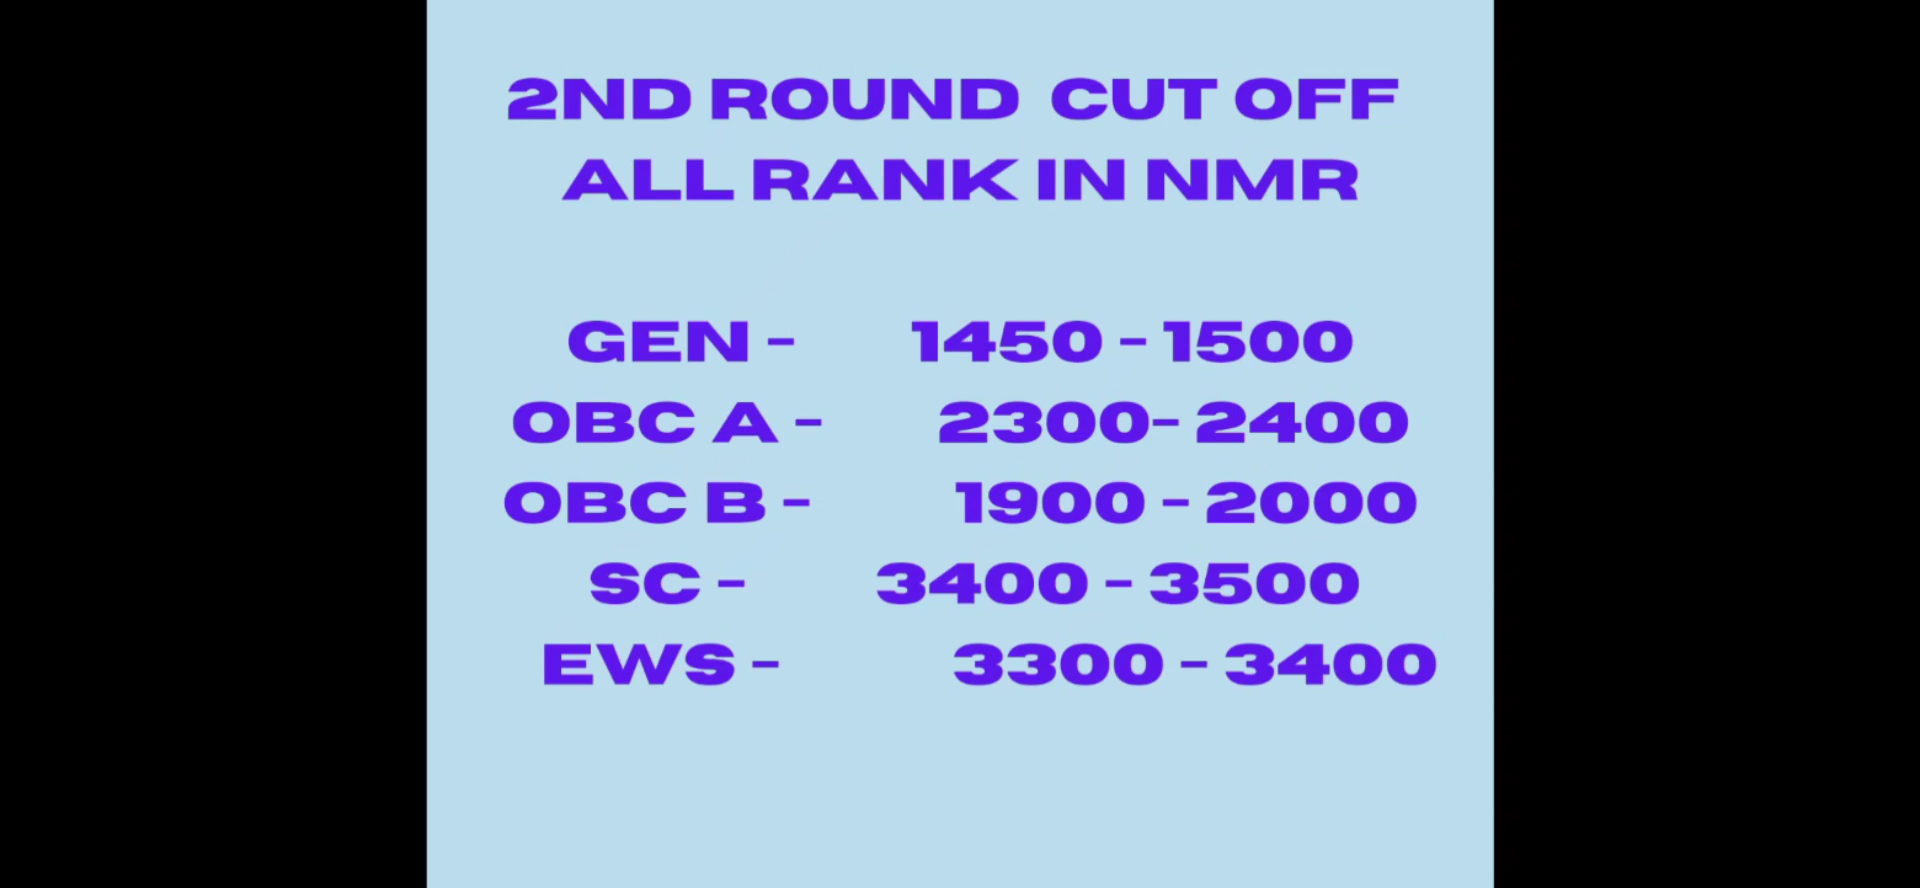 2ND ROUND CUT OFF
ALL RANK IN NMR
GEN - 1450 - 1500
OBC A - 2300- 2400
OBC B - 1900 - 2000
SC - 3400 - 3500
EWS - 3300 - 3400